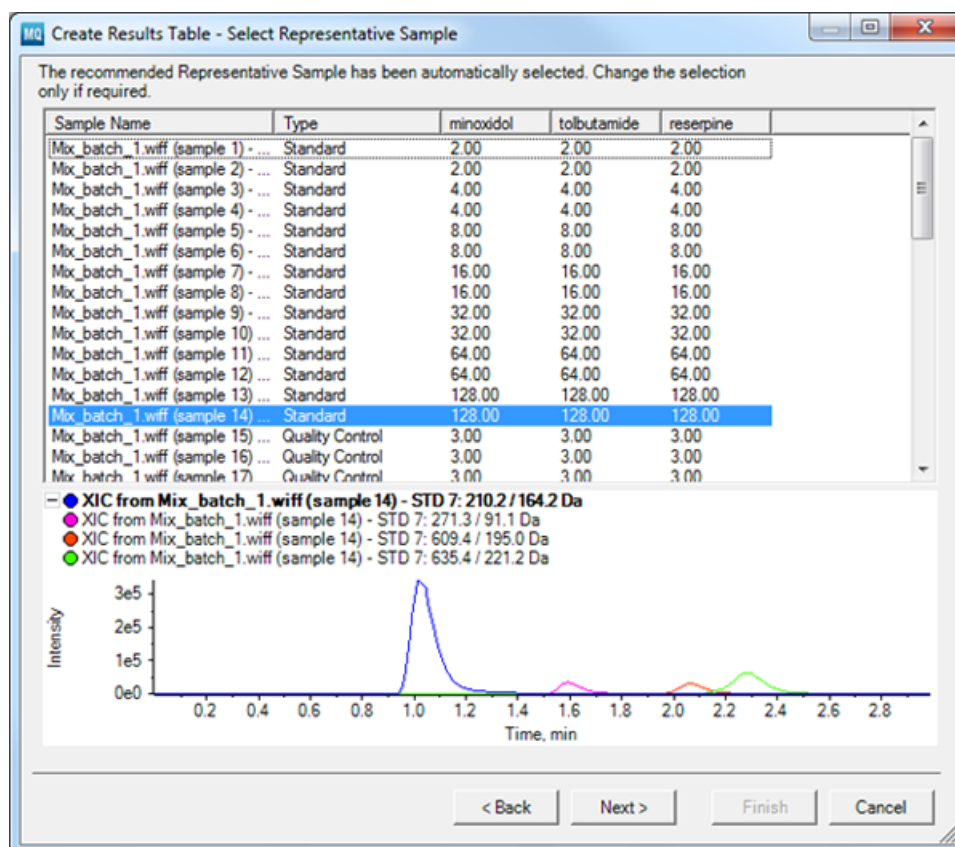 MQ Create Results Table - Select Representative Sample
The recommended Representative Sample has been automatically selected. Change the selection
only if required.
Sample Name Type minoxidol tolbutamide reserpine
Mix_batch_1.wiff (sample 1) - ... Standard 2.00 2.00 2.00
Mix_batch_1.wiff (sample 2) - ... Standard 2.00 2.00 2.00
Mix_batch_1.wiff (sample 3) - ... Standard 4.00 4.00 4.00
Mix_batch_1.wiff (sample 4) - ... Standard 4.00 4.00 4.00
Mix_batch_1.wiff (sample 5) - ... Standard 8.00 8.00 8.00
Mix_batch_1.wiff (sample 6) - ... Standard 8.00 8.00 8.00
Mix_batch_1.wiff (sample 7) - ... Standard 16.00 16.00 16.00
Mix_batch_1.wiff (sample 8) - ... Standard 16.00 16.00 16.00
Mix_batch_1.wiff (sample 9) - ... Standard 32.00 32.00 32.00
Mix_batch_1.wiff (sample 10) ... Standard 32.00 32.00 32.00
Mix_batch_1.wiff (sample 11) ... Standard 64.00 64.00 64.00
Mix_batch_1.wiff (sample 12) ... Standard 64.00 64.00 64.00
Mix_batch_1.wiff (sample 13) ... Standard 128.00 128.00 128.00
Mix_batch_1.wiff (sample 14) ... Standard 128.00 128.00 128.00
Mix_batch_1.wiff (sample 15) ... Quality Control 3.00 3.00 3.00
Mix_batch_1.wiff (sample 16) ... Quality Control 3.00 3.00 3.00
Mix_batch_1.wiff (sample 17) ... Quality Control 3.00 3.00 3.00
XIC from Mix_batch_1.wiff (sample 14) - STD 7: 210.2 / 164.2 Da
XIC from Mix_batch_1.wiff (sample 14) - STD 7: 271.3 / 91.1 Da
XIC from Mix_batch_1.wiff (sample 14) - STD 7: 609.4 / 195.0 Da
XIC from Mix_batch_1.wiff (sample 14) - STD 7: 635.4 / 221.2 Da
Intensity
3e5
2e5
1e5
0e0
0.2 0.4 0.6 0.8 1.0 1.2 1.4 1.6 1.8 2.0 2.2 2.4 2.6 2.8
Time, min
< Back Next > Finish Cancel